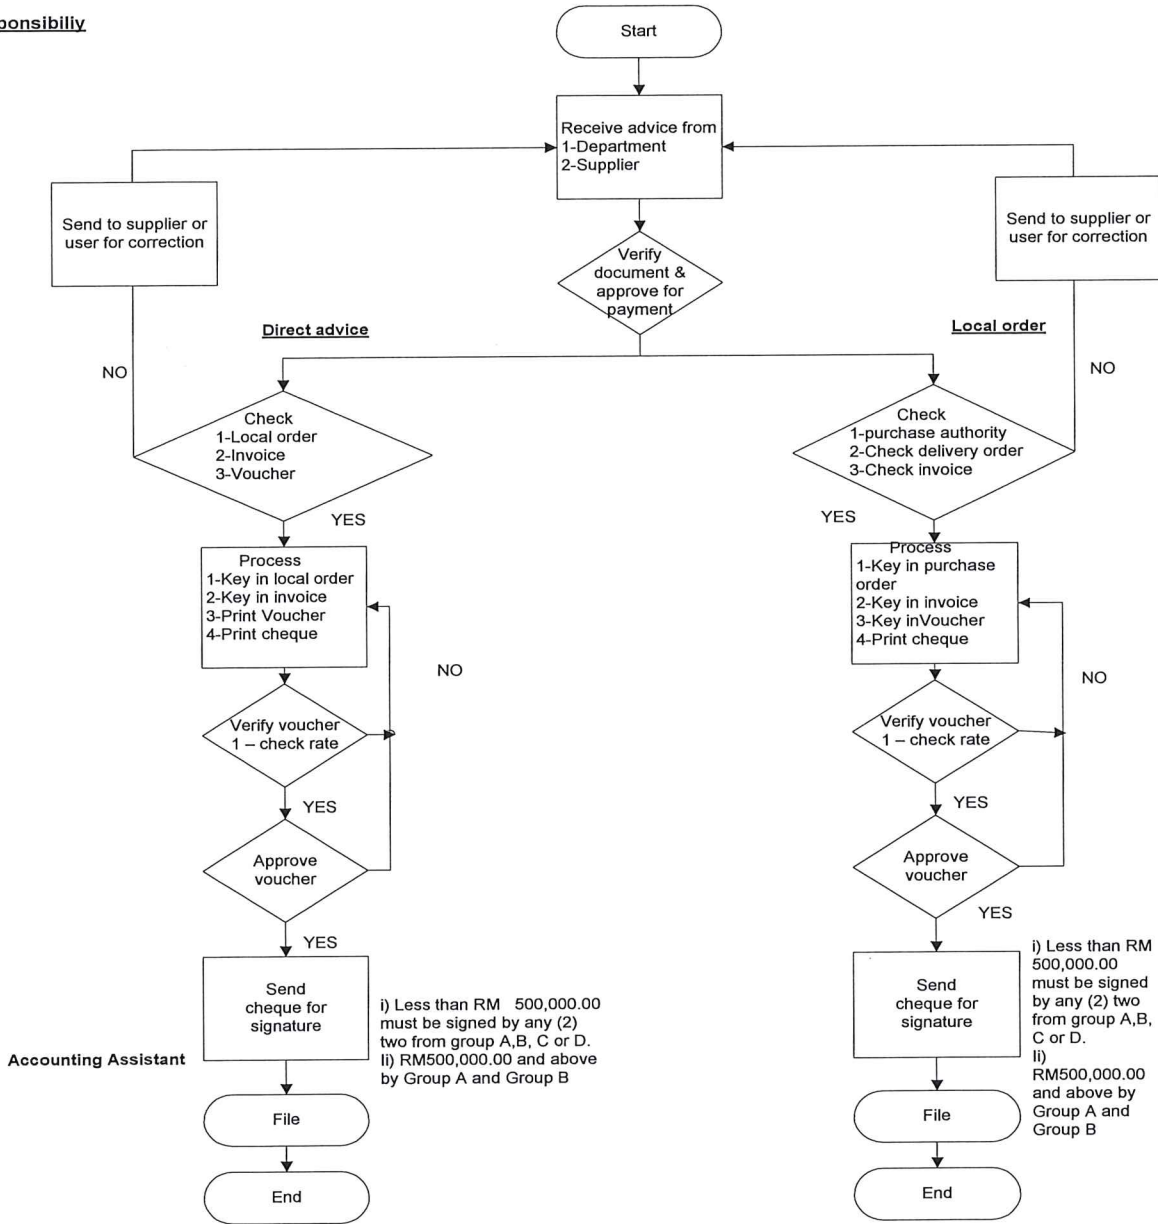 ponsibiliy
Start
Receive advice from
1-Department
2-Supplier
Send to supplier or
user for correction
Send to supplier or
user for correction
Verify
document &
approve for
payment
Direct advice
Local order
NO
NO
Check
1-Local order
2-Invoice
3-Voucher
Check
1-purchase authority
2-Check delivery order
3-Check invoice
YES
YES
Process
1-Key in local order
2-Key in invoice
3-Print Voucher
4-Print cheque
Process
1-Key in purchase
order
2-Key in invoice
3-Key inVoucher
4-Print cheque
NO
NO
Verify voucher
1 – check rate
Verify voucher
1 – check rate
YES
YES
Approve
voucher
Approve
voucher
YES
YES
Send
cheque for
signature
i) Less than RM 500,000.00
must be signed by any (2)
two from group A,B, C or D.
Ii) RM500,000.00 and above
by Group A and Group B
Send
cheque for
signature
i) Less than RM
500,000.00
must be signed
by any (2) two
from group A,B,
C or D.
Ii)
RM500,000.00
and above by
Group A and
Group B
Accounting Assistant
File
File
End
End